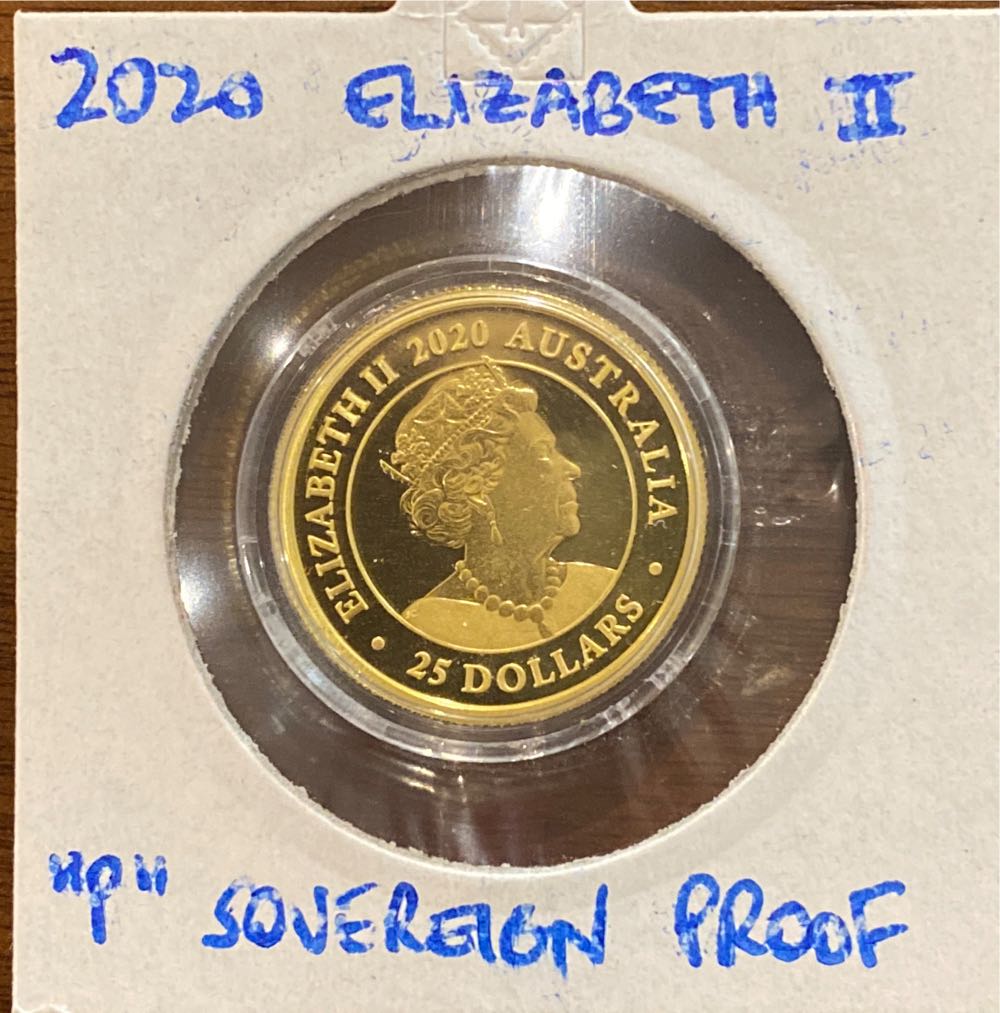 2020 ELIZABETH II
ELIZABETH II 2020 AUSTRALIA
• 25 DOLLARS •
"P" SOVEREIGN PROOF